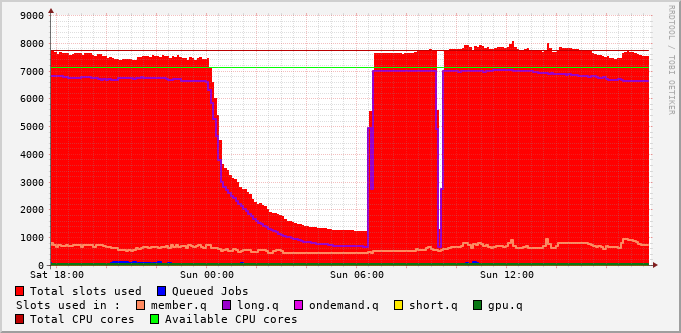 RRDTOOL / TOBI OETIKER
9000
8000
7000
6000
5000
4000
3000
2000
1000
0
Sat 18:00 Sun 00:00 Sun 06:00 Sun 12:00
Total slots used Queued Jobs
Slots used in : member.q long.q ondemand.q short.q gpu.q
Total CPU cores Available CPU cores